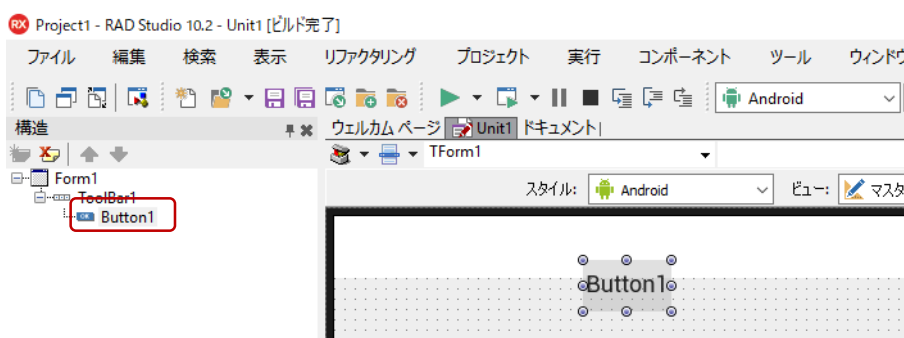 RX Project1 - RAD Studio 10.2 - Unit1 [ビルド完了]
ファイル 編集 検索 表示 リファクタリング プロジェクト 実行 コンポーネント ツール ウィンドウ
Android
構造 ウェルカム ページ Unit1 ドキュメント
TForm1
Form1
スタイル: Android ビュー: マスタ
ToolBar1
Button1
Button1